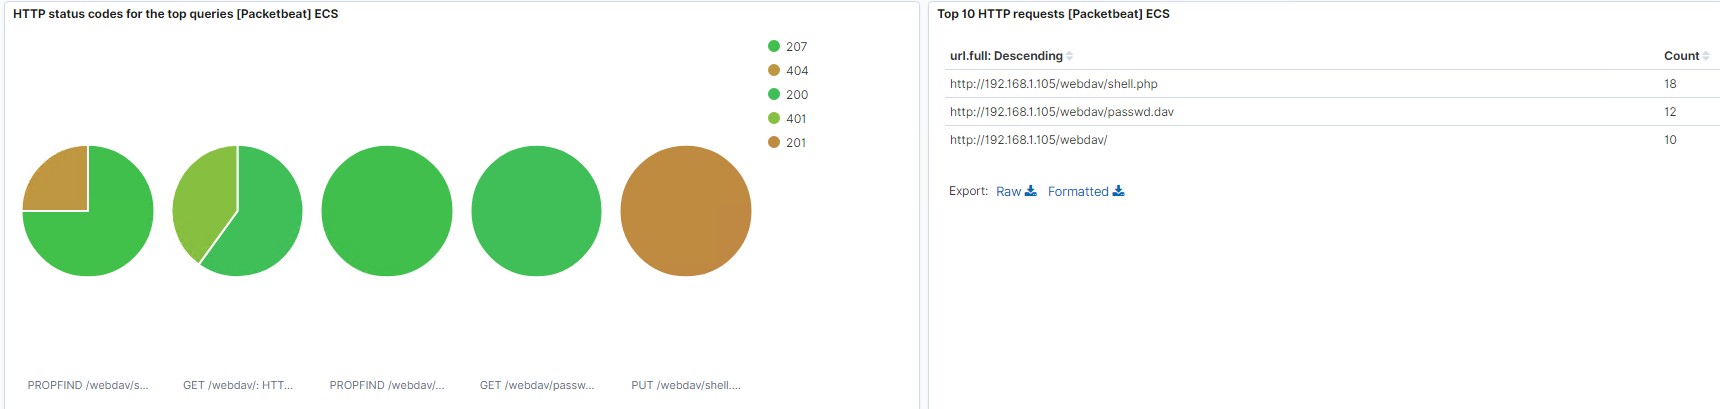 HTTP status codes for the top queries [Packetbeat] ECS
207
404
200
401
201
PROPFIND /webdav/s...
GET /webdav/: HTT...
PROPFIND /webdav/...
GET /webdav/passw...
PUT /webdav/shell....
Top 10 HTTP requests [Packetbeat] ECS
url.full: Descending Count
http://192.168.1.105/webdav/shell.php 18
http://192.168.1.105/webdav/passwd.dav 12
http://192.168.1.105/webdav/ 10
Export: Raw Formatted